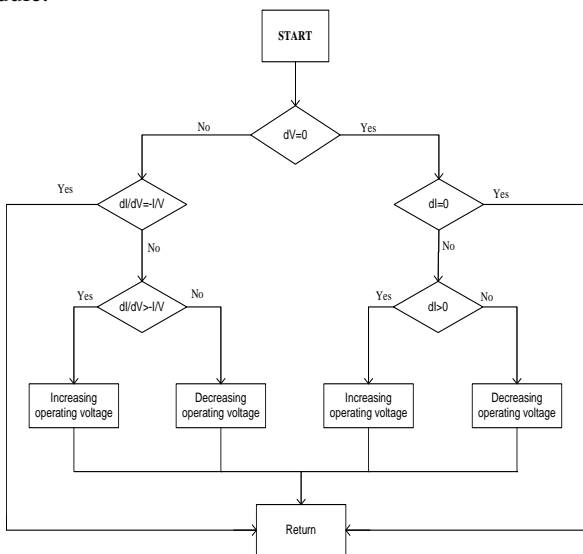 START
dV=0
No
Yes
Yes
dI/dV=-I/V
dI=0
Yes
No
No
Yes
dI/dV>-I/V
No
Yes
dI>0
No
Increasing
operating voltage
Decreasing
operating voltage
Increasing
operating voltage
Decreasing
operating voltage
Return